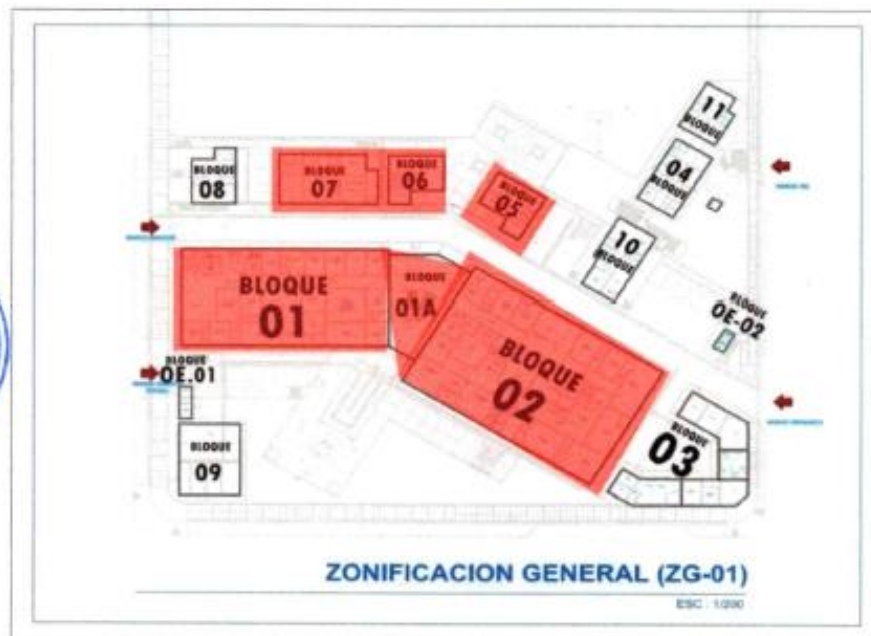 11
BLOQUE
BLOQUE
08
BLOQUE
07
BLOQUE
06
04
BLOQUE
BLOQUE
05
10
BLOQUE
BLOQUE
01
BLOQUE
01A
BLOQUE
OE-02
BLOQUE
02
BLOQUE
OE.01
BLOQUE
03
BLOQUE
09
ZONIFICACION GENERAL (ZG-01)